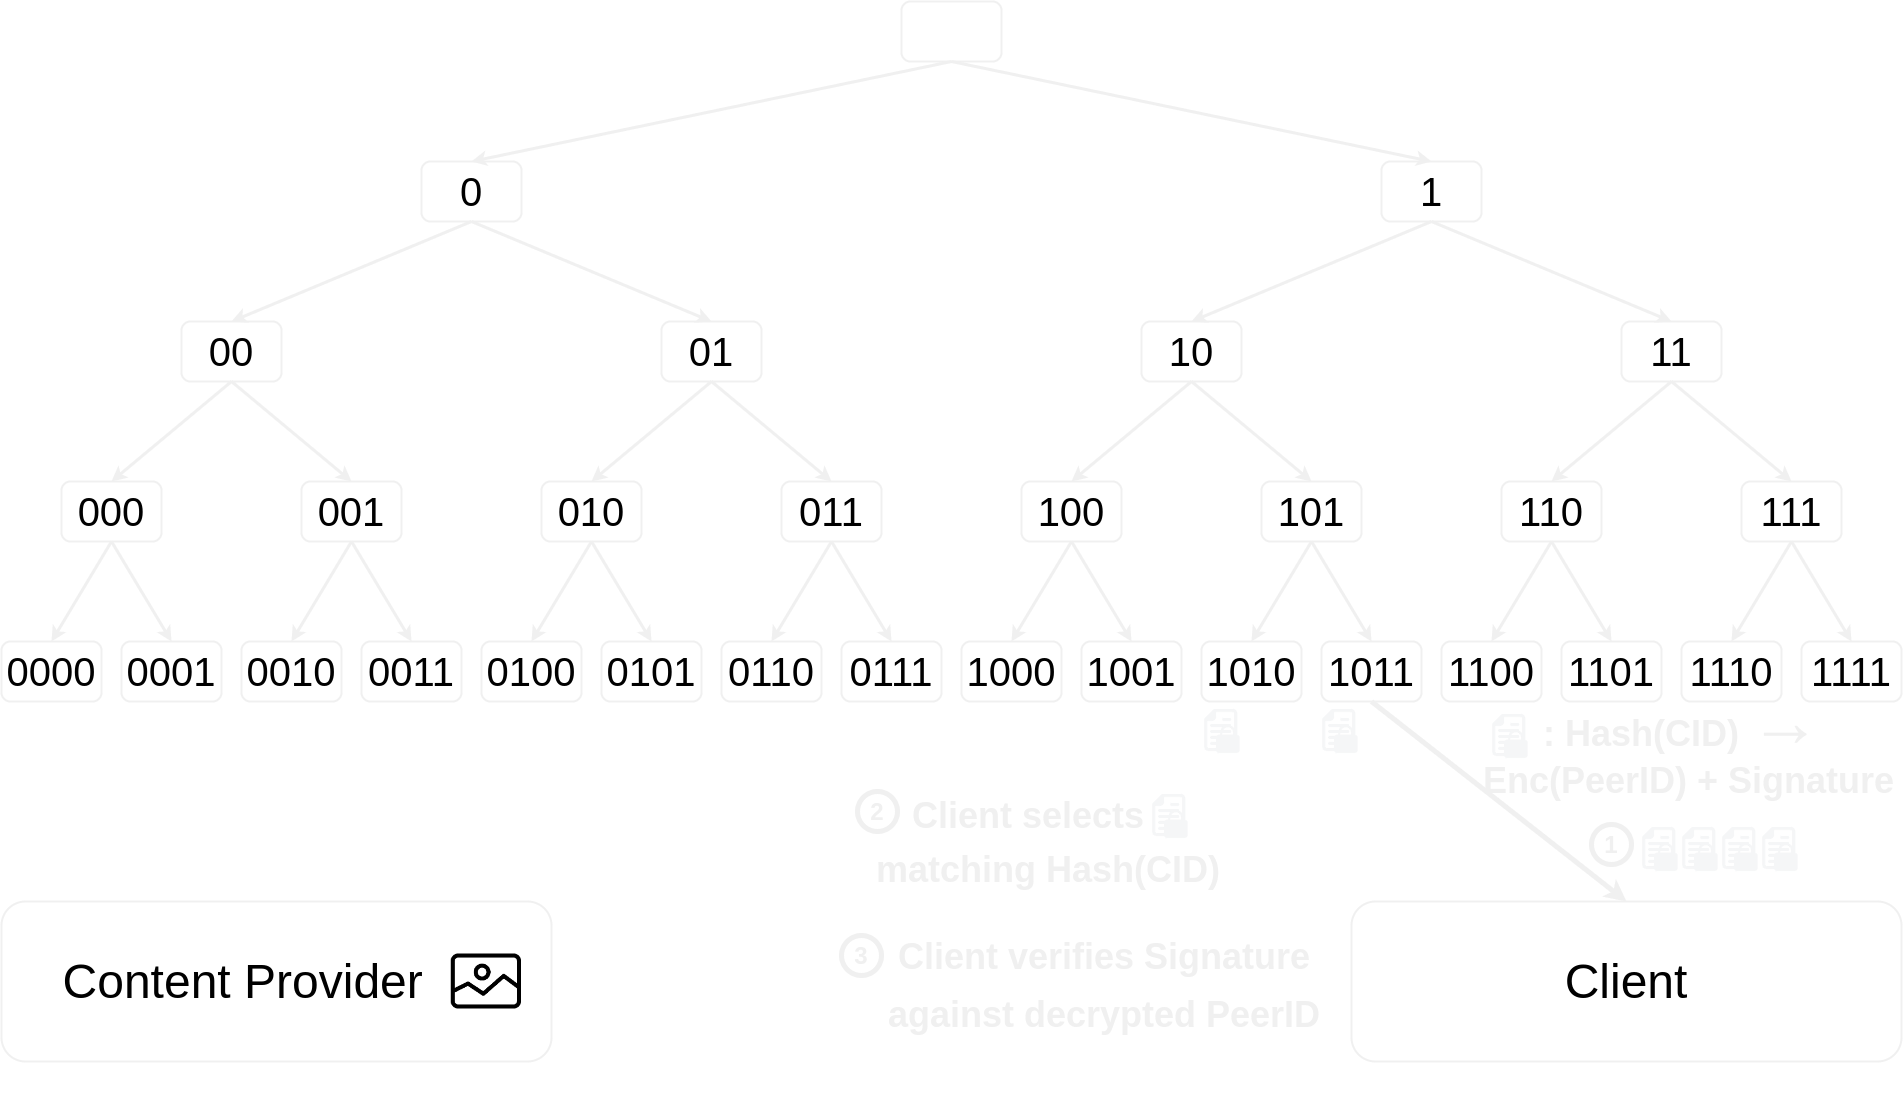 0 1
00 01 10 11
000 001 010 011 100 101 110 111
0000 0001 0010 0011 0100 0101 0110 0111 1000 1001 1010 1011 1100 1101 1110 1111
: Hash(CID) →
Enc(PeerID) + Signature
2 Client selects
matching Hash(CID)
1
3 Client verifies Signature
against decrypted PeerID
Content Provider
Client